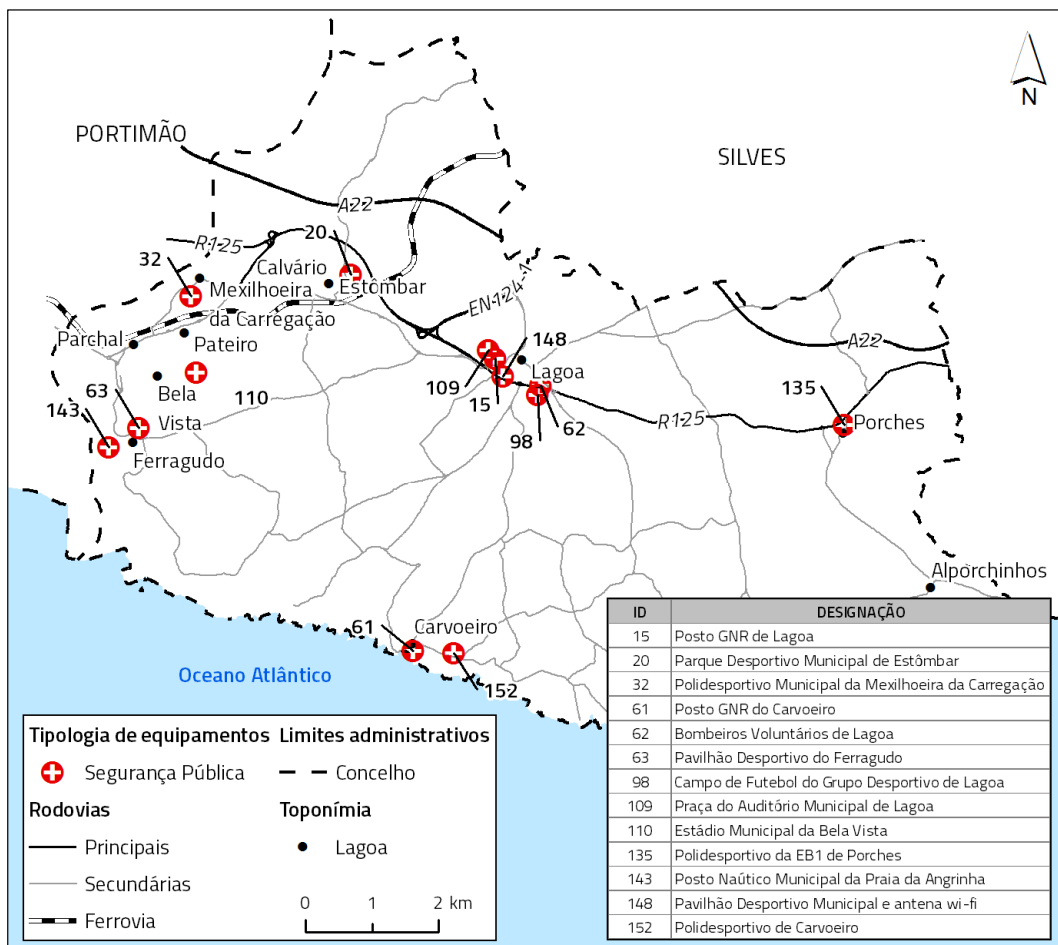 N
PORTIMÃO
SILVES
A22
R125
20
32
Calvário
Estômbar
Mexilhoeira
da Carregação
EN-124-1
Parchal
Pateiro
148
A22
109
Lagoa
Bela
63
110
15
135
143
Vista
98
62
R125
Porches
Ferragudo
Alporchinhos
61
Carvoeiro
152
Oceano Atlântico
Tipologia de equipamentos
Segurança Pública
Rodovias
Principais
Secundárias
Ferrovia
Limites administrativos
Concelho
Toponímia
Lagoa
0 1 2 km
ID DESIGNAÇÃO
15 Posto GNR de Lagoa
20 Parque Desportivo Municipal de Estômbar
32 Polidesportivo Municipal da Mexilhoeira da Carregação
61 Posto GNR do Carvoeiro
62 Bombeiros Voluntários de Lagoa
63 Pavilhão Desportivo do Ferragudo
98 Campo de Futebol do Grupo Desportivo de Lagoa
109 Praça do Auditório Municipal de Lagoa
110 Estádio Municipal da Bela Vista
135 Polidesportivo da EB1 de Porches
143 Posto Naútico Municipal da Praia da Angrinha
148 Pavilhão Desportivo Municipal e antena wi-fi
152 Polidesportivo de Carvoeiro